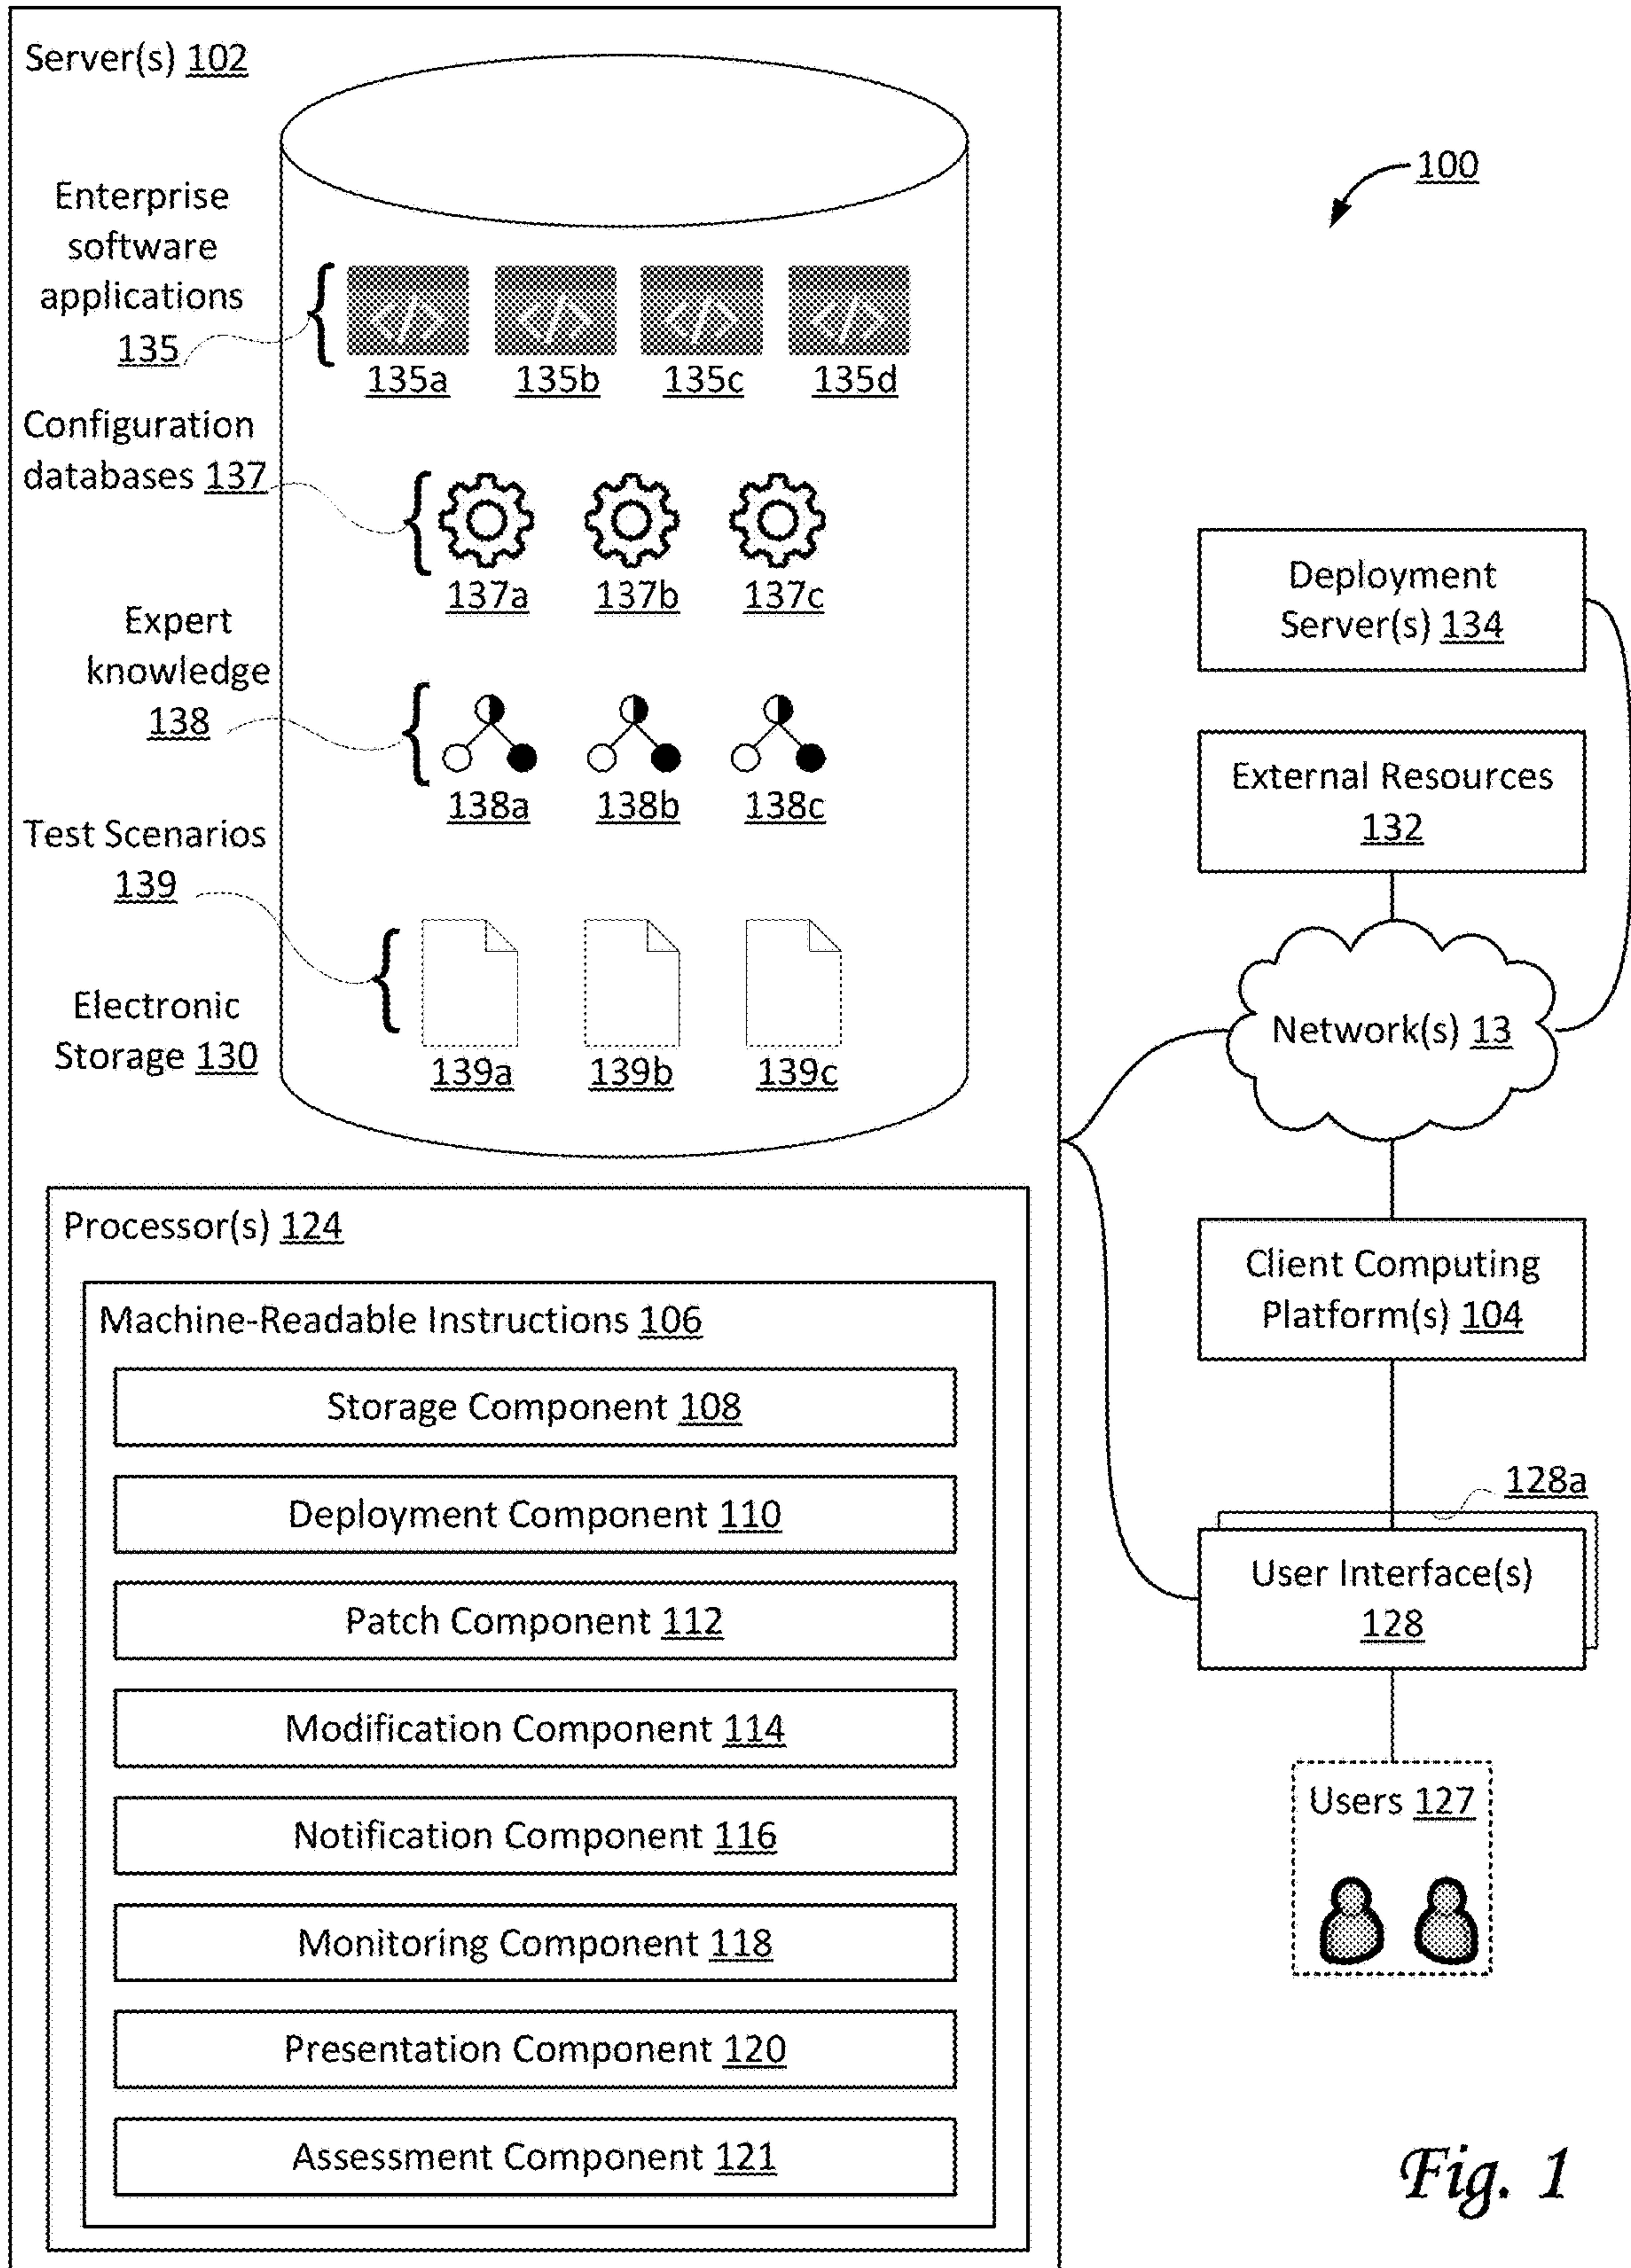 Server(s) 102
Enterprise
software
applications
135
135a 135b 135c 135d
Configuration
databases 137
137a 137b 137c
Expert
knowledge
138
138a 138b 138c
Test Scenarios
139
139a 139b 139c
Electronic
Storage 130
Processor(s) 124
Machine-Readable Instructions 106
Storage Component 108
Deployment Component 110
Patch Component 112
Modification Component 114
Notification Component 116
Monitoring Component 118
Presentation Component 120
Assessment Component 121
100
Deployment
Server(s) 134
External Resources
132
Network(s) 13
Client Computing
Platform(s) 104
128a
User Interface(s)
128
Users 127
Fig. 1